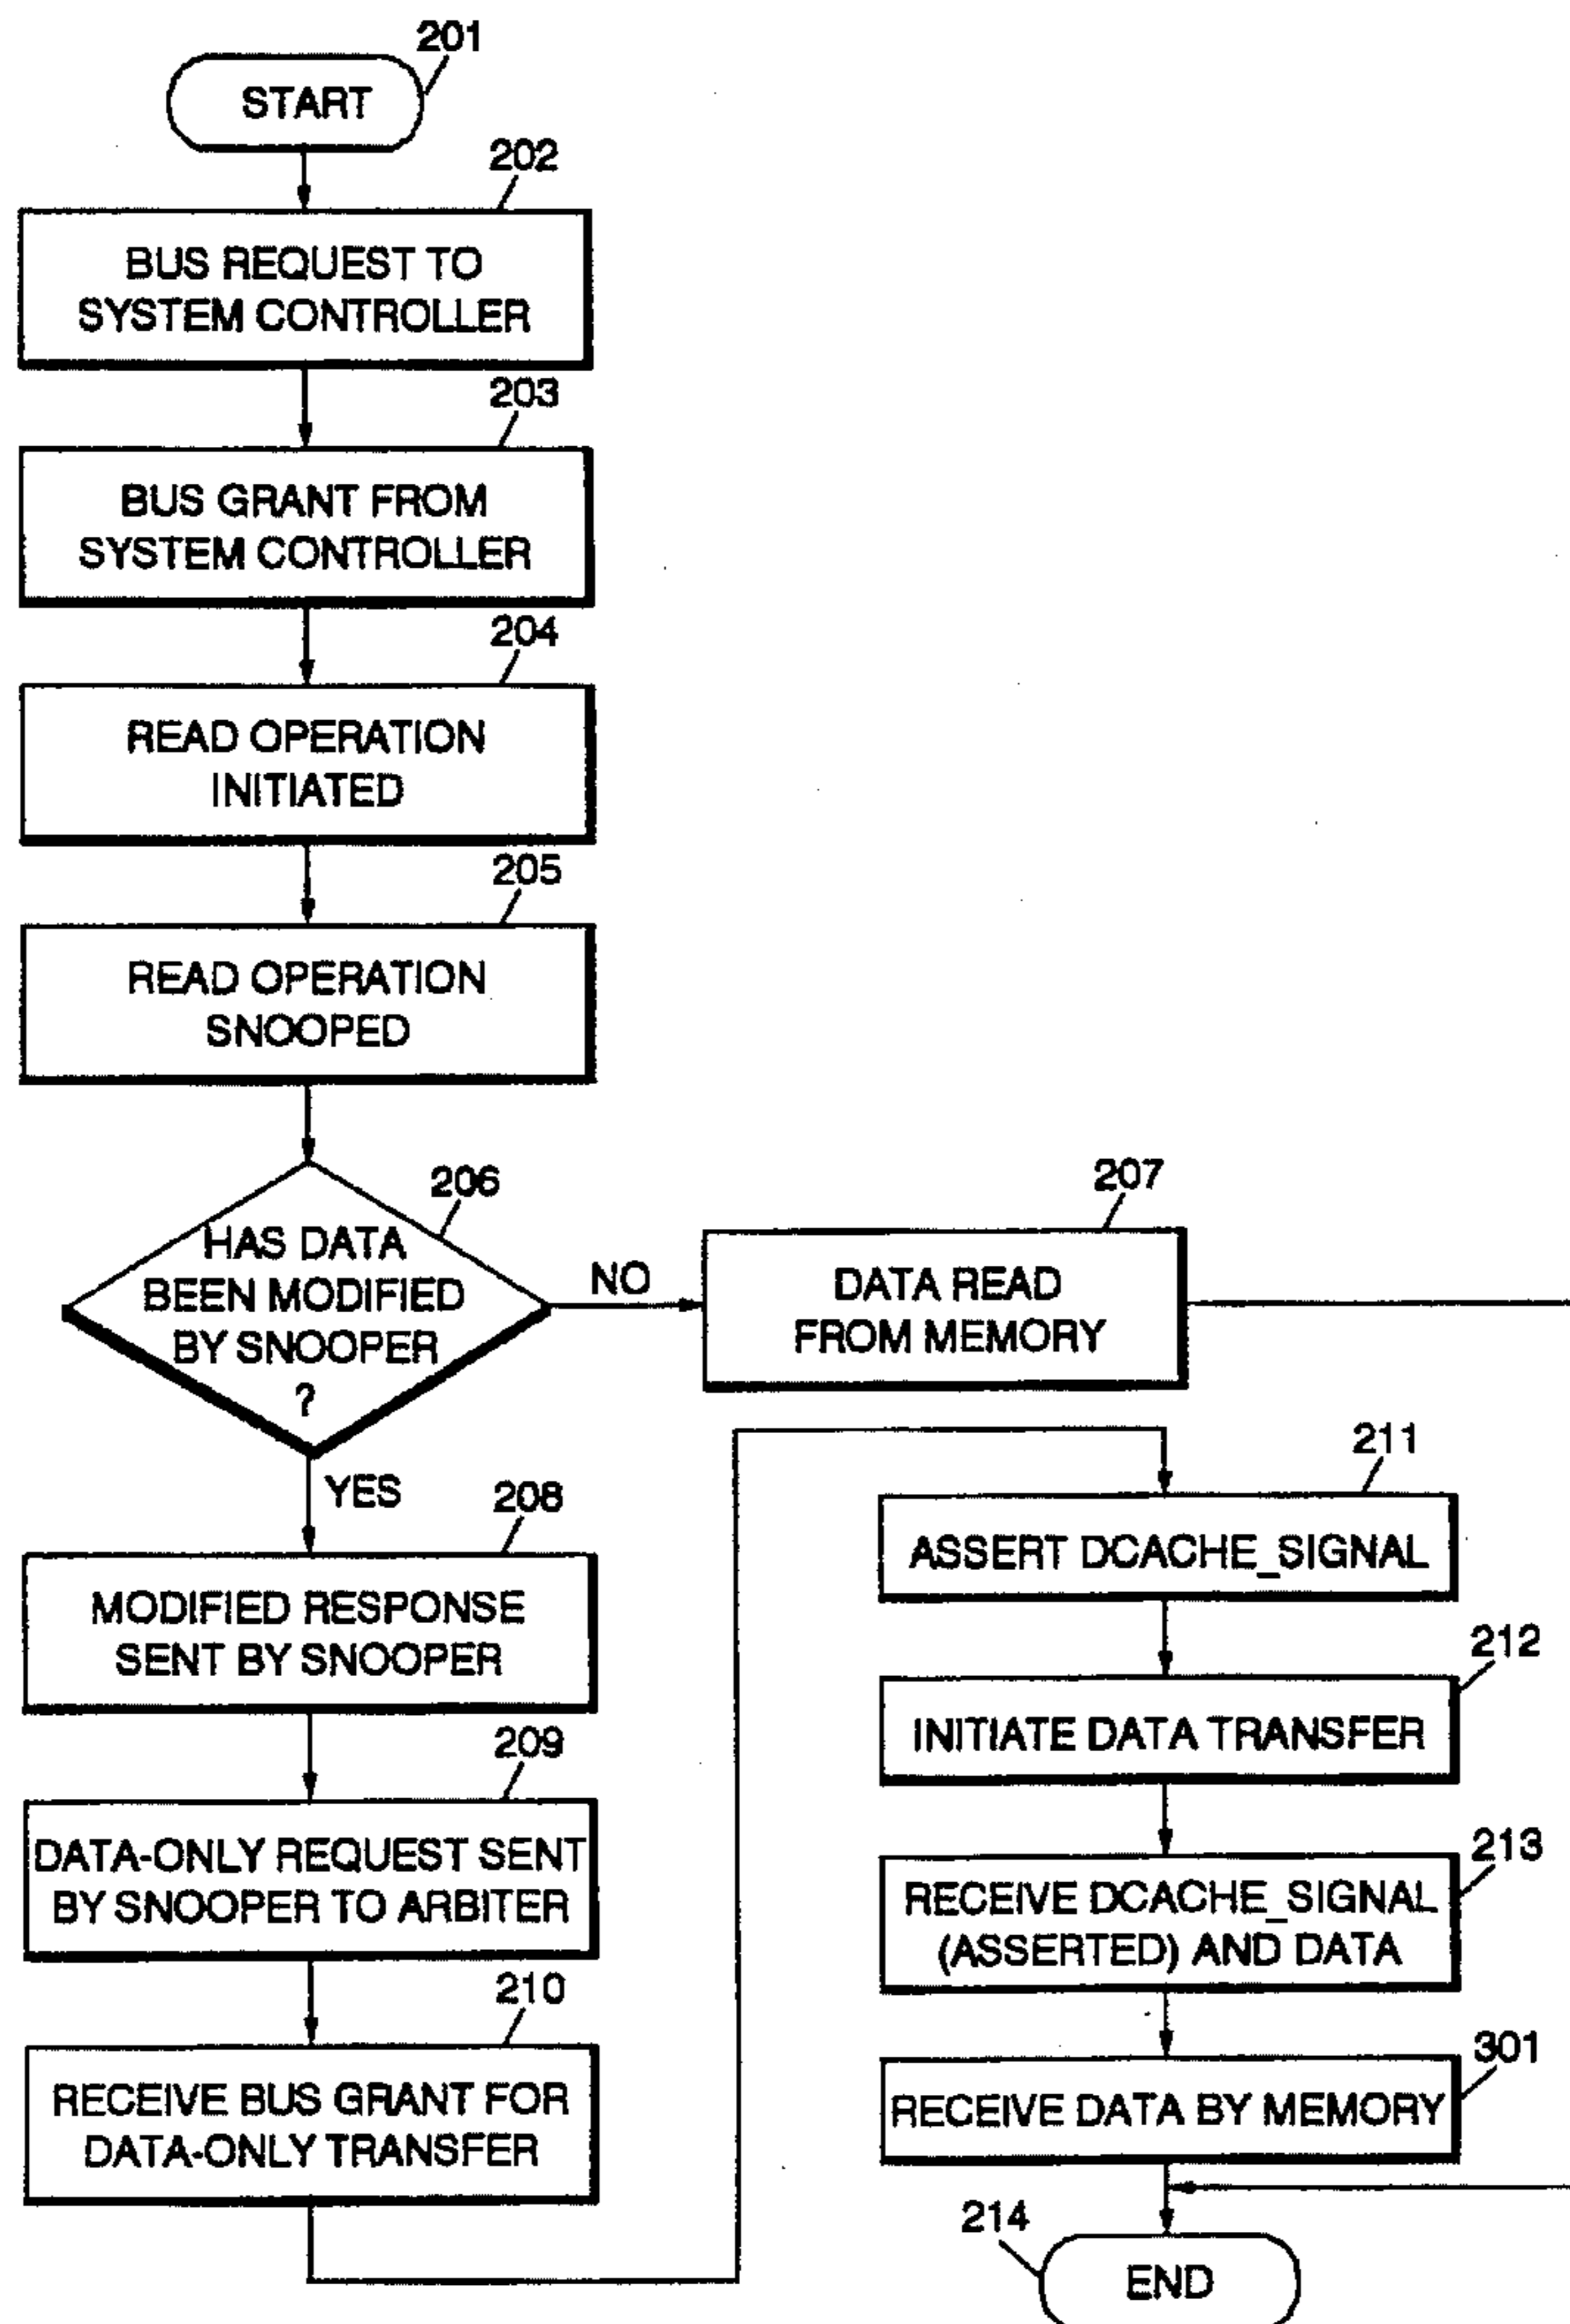 201
START
202
BUS REQUEST TO
SYSTEM CONTROLLER
203
BUS GRANT FROM
SYSTEM CONTROLLER
204
READ OPERATION
INITIATED
205
READ OPERATION
SNOOPED
206
HAS DATA
BEEN MODIFIED
BY SNOOPER
?
NO
207
DATA READ
FROM MEMORY
YES
208
MODIFIED RESPONSE
SENT BY SNOOPER
209
DATA-ONLY REQUEST SENT
BY SNOOPER TO ARBITER
210
RECEIVE BUS GRANT FOR
DATA-ONLY TRANSFER
211
ASSERT DCACHE_SIGNAL
212
INITIATE DATA TRANSFER
213
RECEIVE DCACHE_SIGNAL
(ASSERTED) AND DATA
301
RECEIVE DATA BY MEMORY
214
END